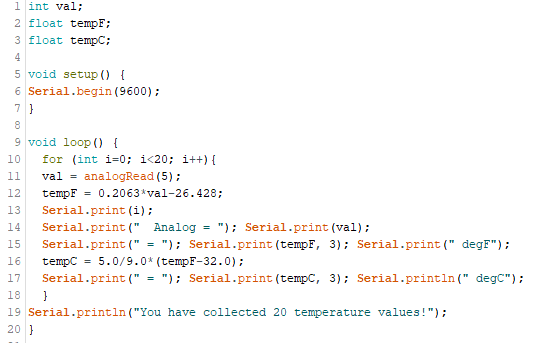 1 int val;
2 float tempF;
3 float tempC;
4
5 void setup() {
6 Serial.begin(9600);
7 }
8
9 void loop() {
10   for (int i=0; i<20; i++){
11   val = analogRead(5);
12   tempF = 0.2063*val-26.428;
13   Serial.print(i);
14   Serial.print("  Analog = "); Serial.print(val);
15   Serial.print(" = "); Serial.print(tempF, 3); Serial.print(" degF");
16   tempC = 5.0/9.0*(tempF-32.0);
17   Serial.print(" = "); Serial.print(tempC, 3); Serial.println(" degC");
18   }
19 Serial.println("You have collected 20 temperature values!");
20 }